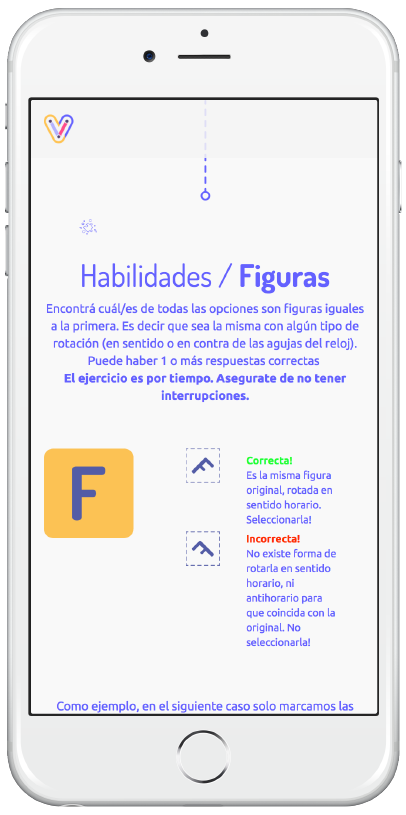 Habilidades / Figuras
Encontrá cuál/es de todas las opciones son figuras iguales
a la primera. Es decir que sea la misma con algún tipo de
rotación (en sentido o en contra de las agujas del reloj).
Puede haber 1 o más respuestas correctas
El ejercicio es por tiempo. Asegurate de no tener
interrupciones.
F
F
Correcta!
Es la misma figura
original, rotada en
sentido horario.
Seleccionarla!
F
Incorrecta!
No existe forma de
rotarla en sentido
horario, ni
antihorario para
que coincida con la
original. No
seleccionarla!
Como ejemplo, en el siguiente caso solo marcamos las